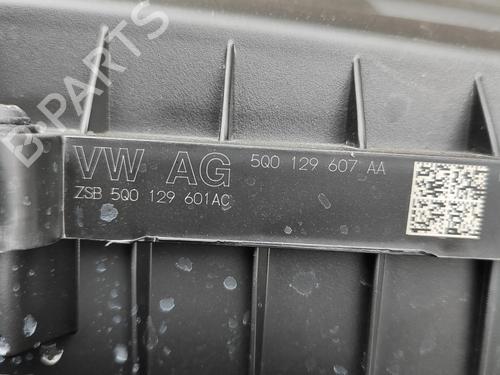 B PARTS
VW AG 5Q0 129 607 AA
ZSB 5Q0 129 601AC